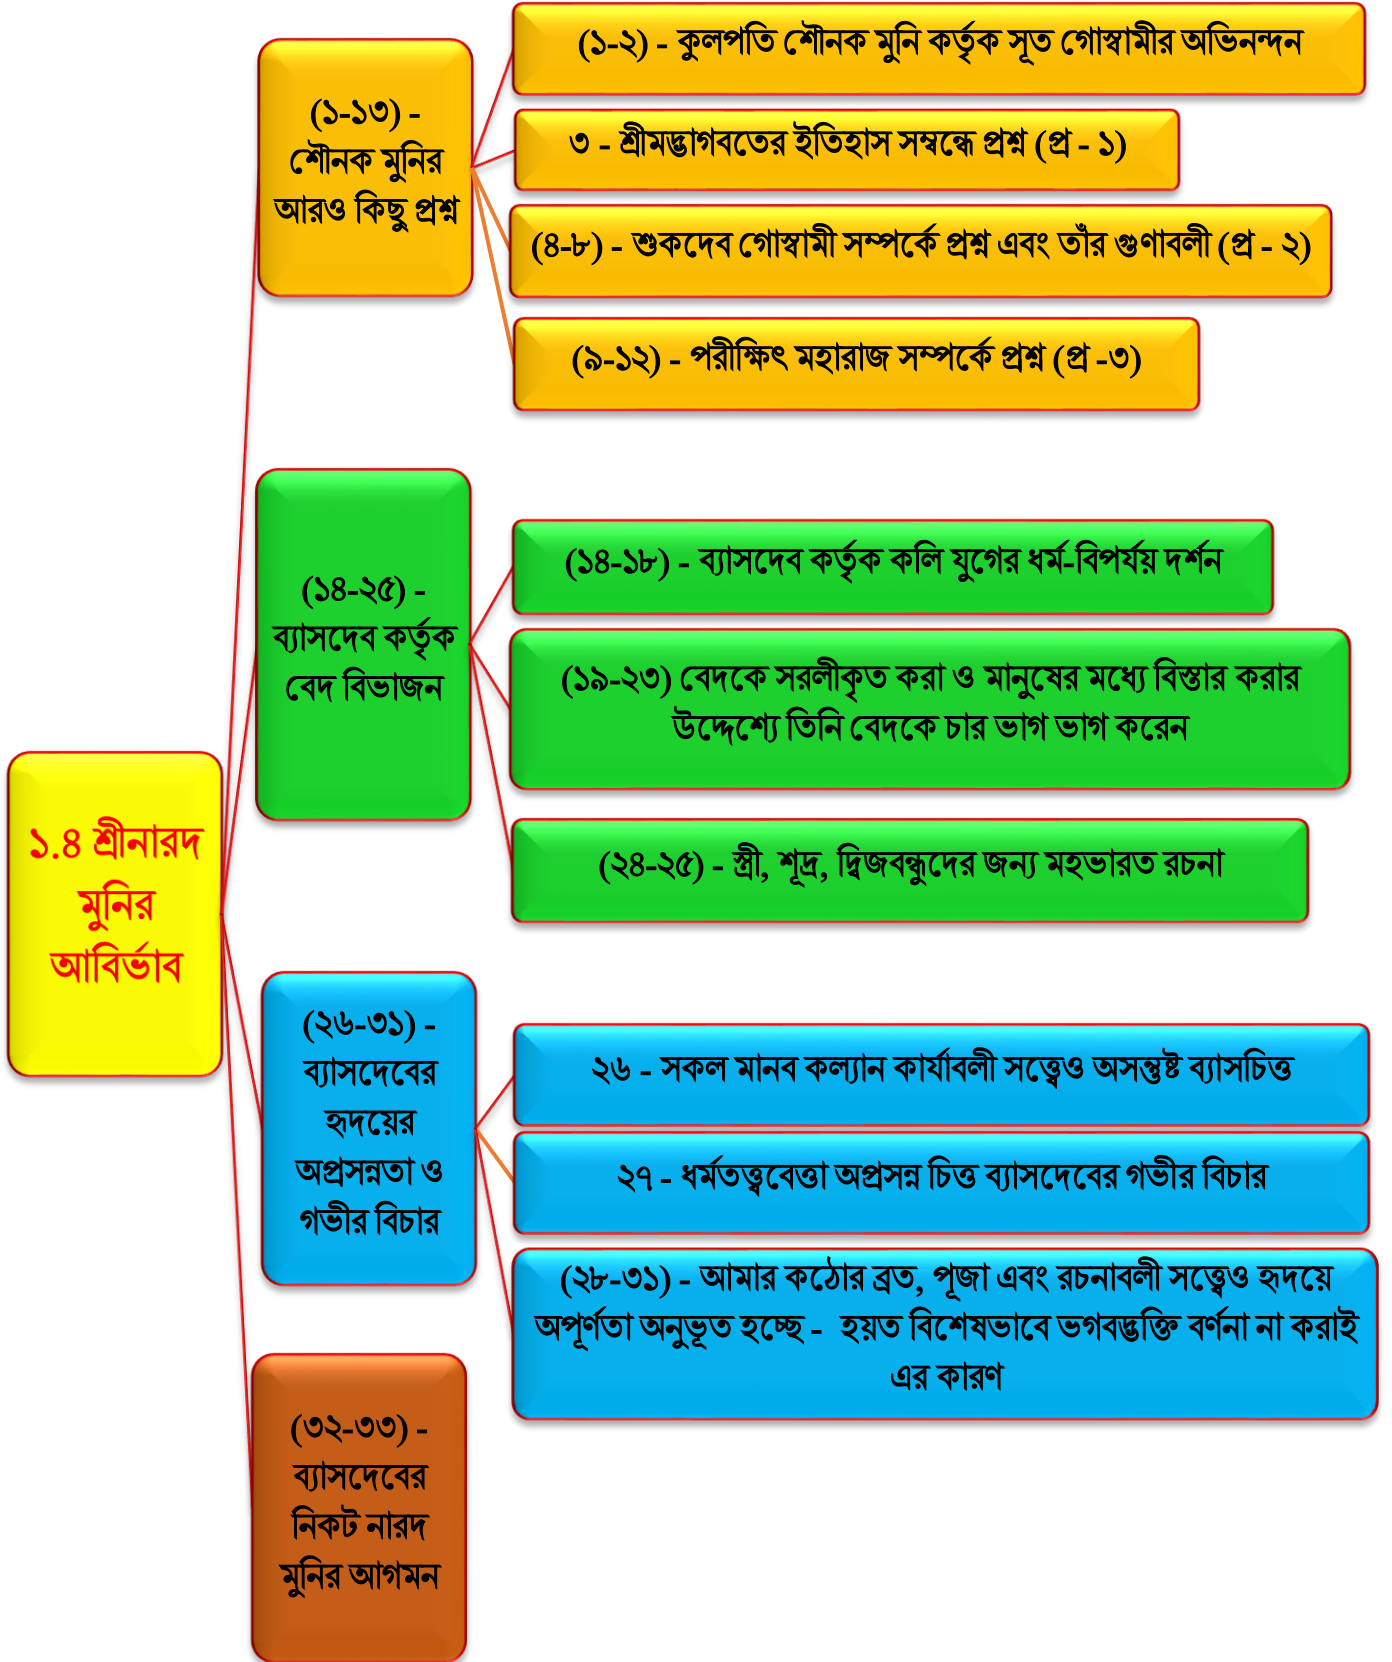 (১-১৩) -
শৌনক মুনির
আরও কিছু প্রশ্ন
(১-২) - কুলপতি শৌনক মুনি কর্তৃক সূত গোস্বামীর অভিনন্দন
৩ - শ্রীমদ্ভাগবতের ইতিহাস সম্বন্ধে প্রশ্ন (প্র - ১)
(৪-৮) - শুকদেব গোস্বামী সম্পর্কে প্রশ্ন এবং তাঁর গুণাবলী (প্র - ২)
(৯-১২) - পরীক্ষিৎ মহারাজ সম্পর্কে প্রশ্ন (প্র -৩)
(১৪-২৫) -
ব্যাসদেব কর্তৃক
বেদ বিভাজন
(১৪-১৮) - ব্যাসদেব কর্তৃক কলি যুগের ধর্ম-বিপর্যয় দর্শন
(১৯-২৩) বেদকে সরলীকৃত করা ও মানুষের মধ্যে বিস্তার করার
উদ্দেশ্যে তিনি বেদকে চার ভাগ ভাগ করেন
(২৪-২৫) - স্ত্রী, শূদ্র, দ্বিজবন্ধুদের জন্য মহভারত রচনা
১.৪ শ্রীনারদ
মুনির
আবির্ভাব
(২৬-৩১) -
ব্যাসদেবের
হৃদয়ের
অপ্রসন্নতা ও
গভীর বিচার
২৬ - সকল মানব কল্যান কার্যাবলী সত্ত্বেও অসন্তুষ্ট ব্যাসচিত্ত
২৭ - ধর্মতত্ত্ববেত্তা অপ্রসন্ন চিত্ত ব্যাসদেবের গভীর বিচার
(২৮-৩১) - আমার কঠোর ব্রত, পূজা এবং রচনাবলী সত্ত্বেও হৃদয়ে
অপূর্ণতা অনুভূত হচ্ছে - হয়ত বিশেষভাবে ভগবদ্ভক্তি বর্ণনা না করাই
এর কারণ
(৩২-৩৩) -
ব্যাসদেবের
নিকট নারদ
মুনির আগমন